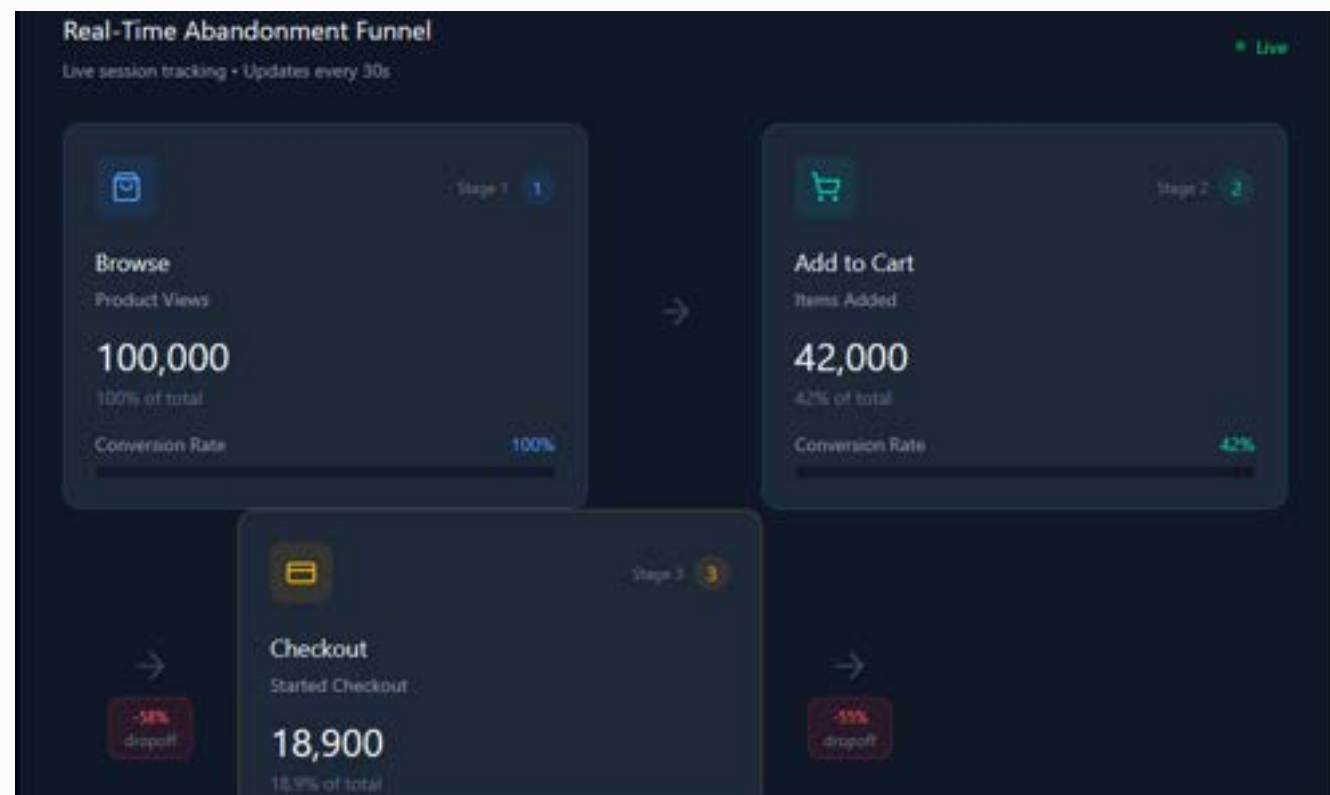 Real-Time Abandonment Funnel
Live
Live session tracking • Updates every 30s
Stage 1 1
Browse
Product Views
100,000
100% of total
Conversion Rate 100%
Stage 2 2
Add to Cart
Items Added
42,000
42% of total
Conversion Rate 42%
Stage 3 3
Checkout
Started Checkout
18,900
18.9% of total
-58%
dropoff
-55%
dropoff